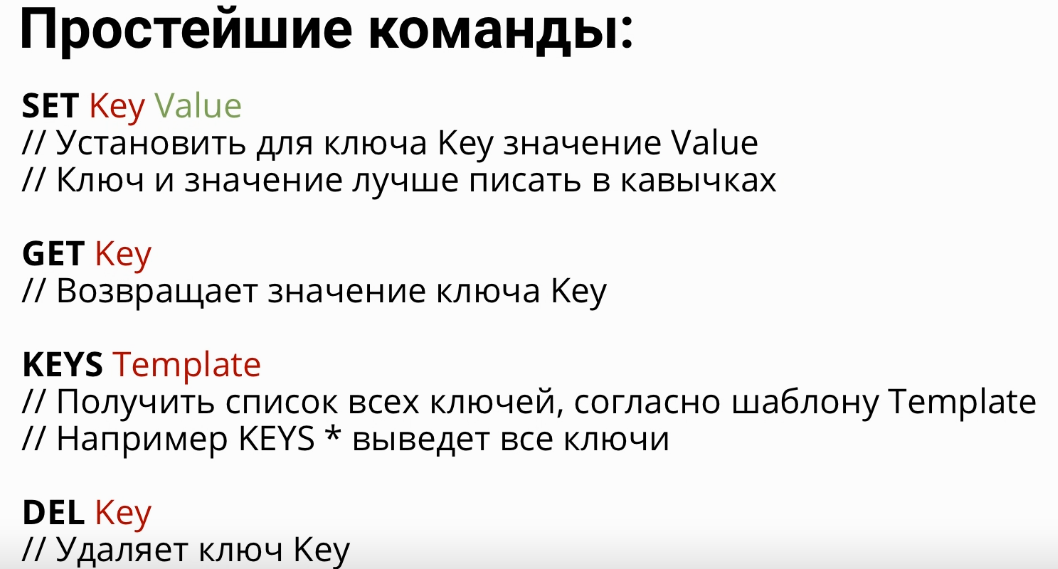 Простейшие команды:
SET Key Value
// Установить для ключа Key значение Value
// Ключ и значение лучше писать в кавычках
GET Key
// Возвращает значение ключа Key
KEYS Template
// Получить список всех ключей, согласно шаблону Template
// Например KEYS * выведет все ключи
DEL Key
// Удаляет ключ Key